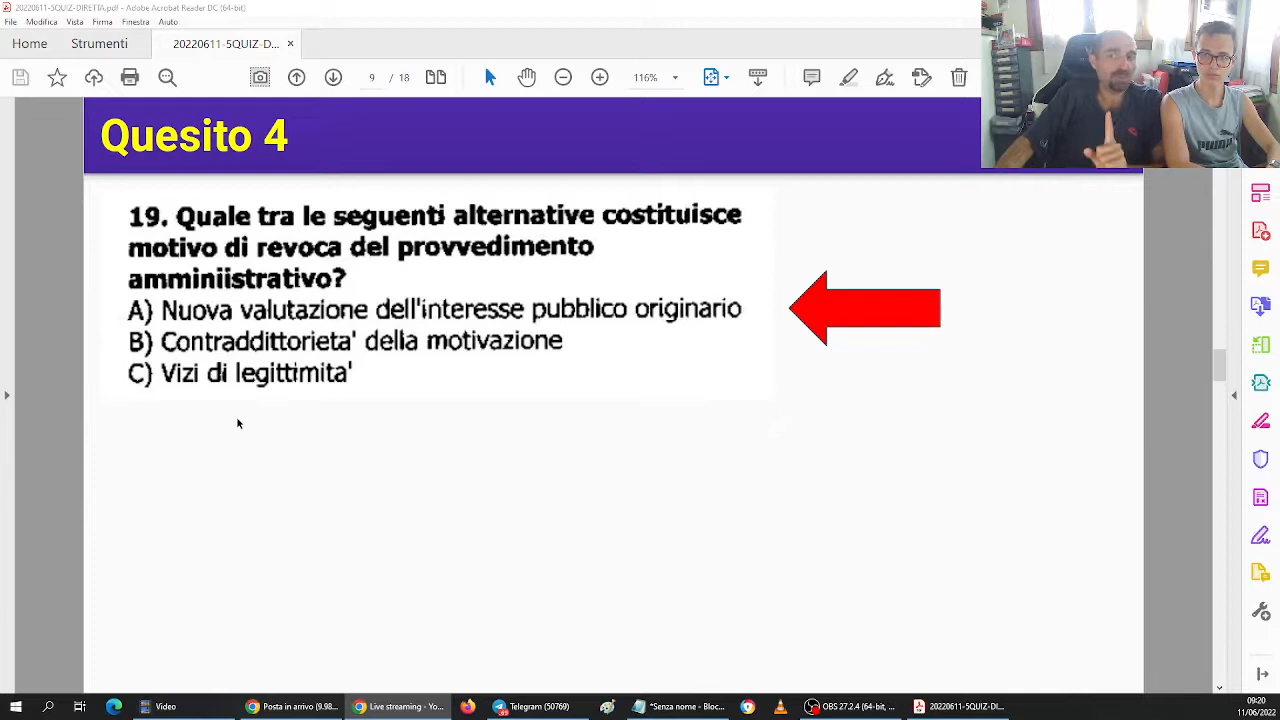 20220611-5QUIZ-DIRETTA.pdf - Adobe Acrobat Reader DC (64-bit)
File Modifica Vista Firma Finestra Aiuto
Home Strumenti 20220611-5QUIZ-D... ×
9 / 18 116%
Quesito 4
19. Quale tra le seguenti alternative costituisce
motivo di revoca del provvedimento
amminiistrativo?
A) Nuova valutazione dell'interesse pubblico originario
B) Contraddittorieta' della motivazione
C) Vizi di legittimita'
PUMA
Video Posta in arrivo (9.98... Live streaming - Yo... Telegram (50769) *Senza nome - Bloc... OBS 27.2.4 (64-bit, ... 20220611-5QUIZ-DI...
09:20
11/06/2022